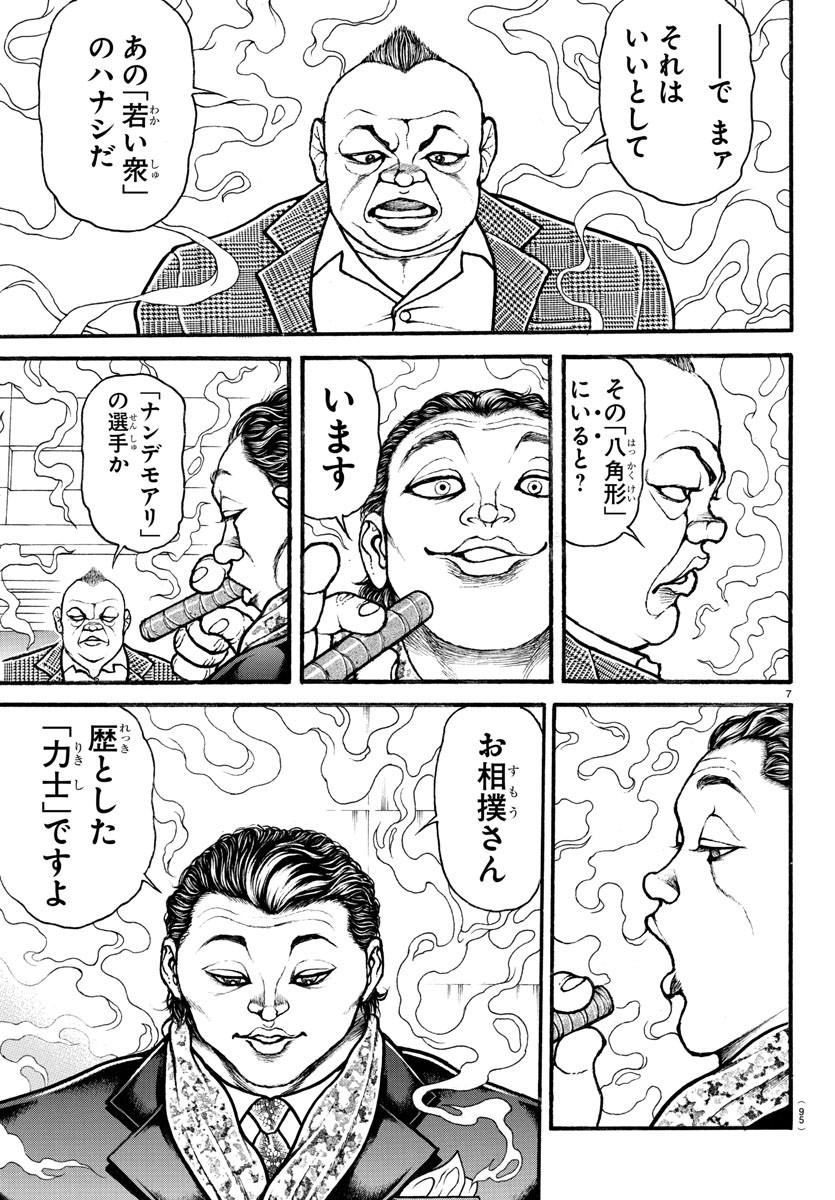 ――で まァ
それは
いいとして
あの「若い衆」
のハナシだ
その「八角形」
にいると?
います
「ナンデモアリ」
の選手か
7
お相撲さん
歴とした
「力士」ですよ
(95)